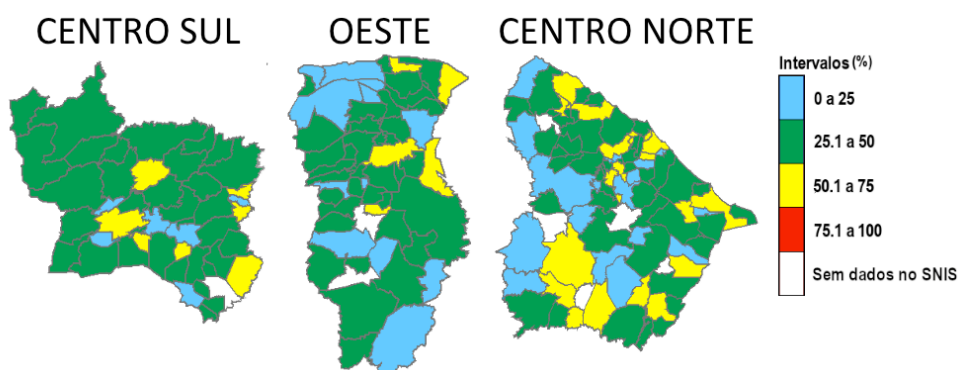 CENTRO SUL
OESTE
CENTRO NORTE
Intervalos (%)
0 a 25
25.1 a 50
50.1 a 75
75.1 a 100
Sem dados no SNIS